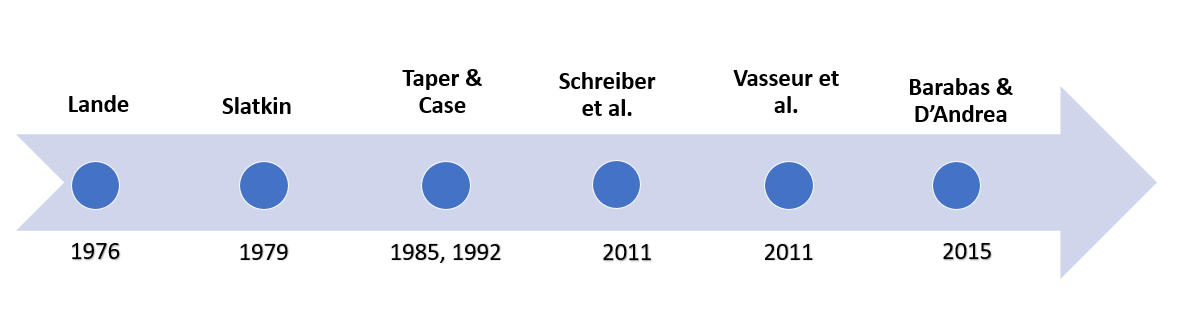 Lande
Slatkin
Taper &
Case
Schreiber
et al.
Vasseur et
al.
Barabas &
D’Andrea
1976
1979
1985, 1992
2011
2011
2015